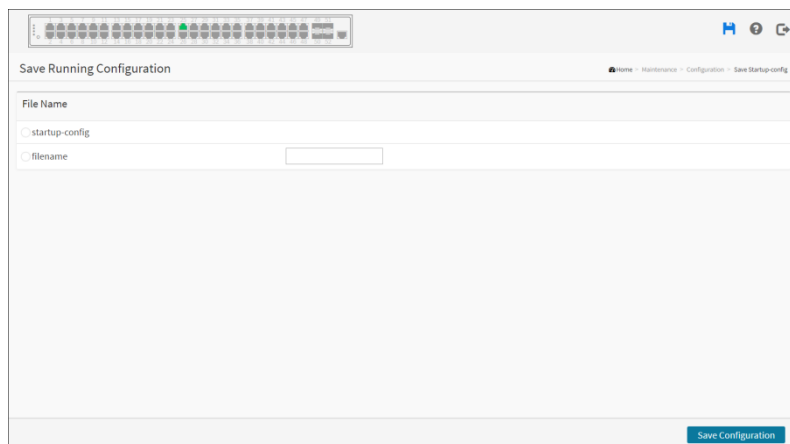 Save Running Configuration
Home > Maintenance > Configuration > Save Startup-config
File Name
startup-config
filename
Save Configuration